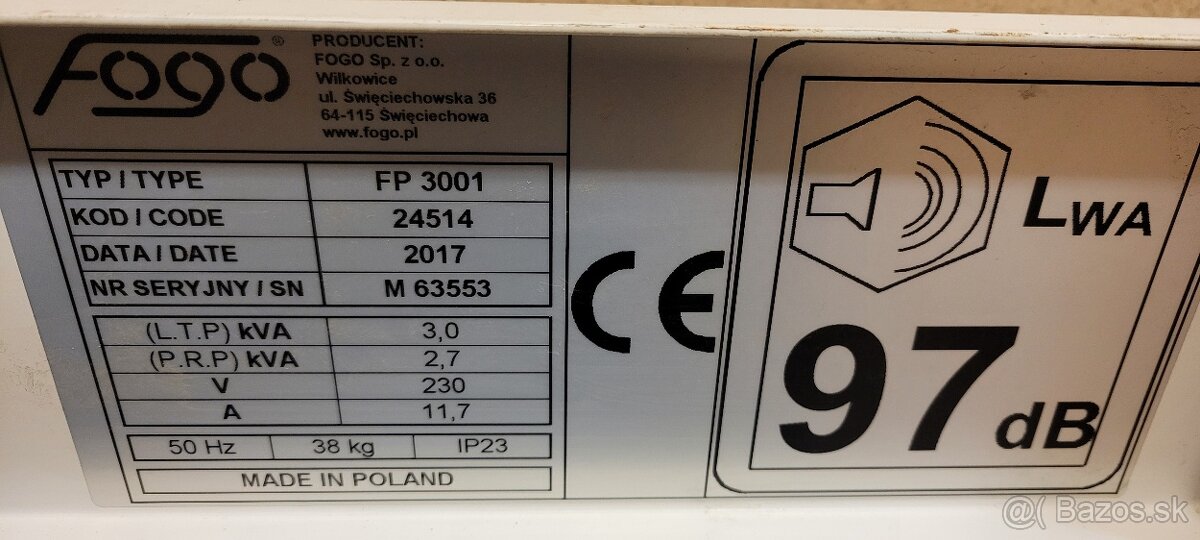 FOGO®
PRODUCENT:
FOGO Sp. z o.o.
Wilkowice
ul. Święciechowska 36
64-115 Święciechowa
www.fogo.pl
TYP / TYPE FP 3001
KOD / CODE 24514
DATA / DATE 2017
NR SERYJNY / SN M 63553
(L.T.P) kVA 3,0
(P.R.P) kVA 2,7
V 230
A 11,7
50 Hz 38 kg IP23
MADE IN POLAND
CE
LWA
97 dB
@( Bazos.sk